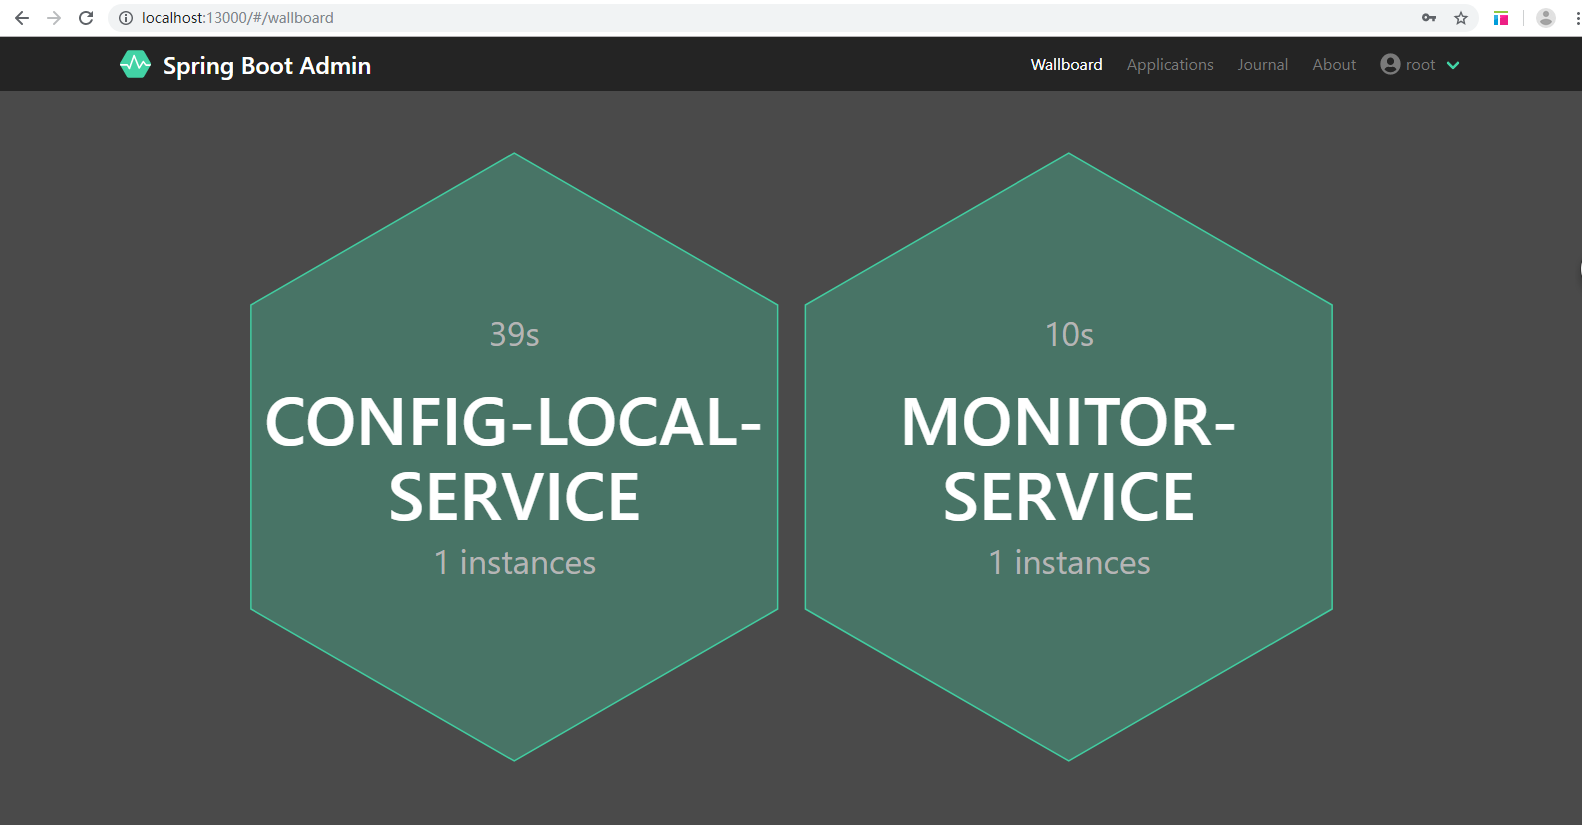 localhost:13000/#/wallboard
Spring Boot Admin
Wallboard Applications Journal About root
39s
CONFIG-LOCAL-
SERVICE
1 instances
10s
MONITOR-
SERVICE
1 instances